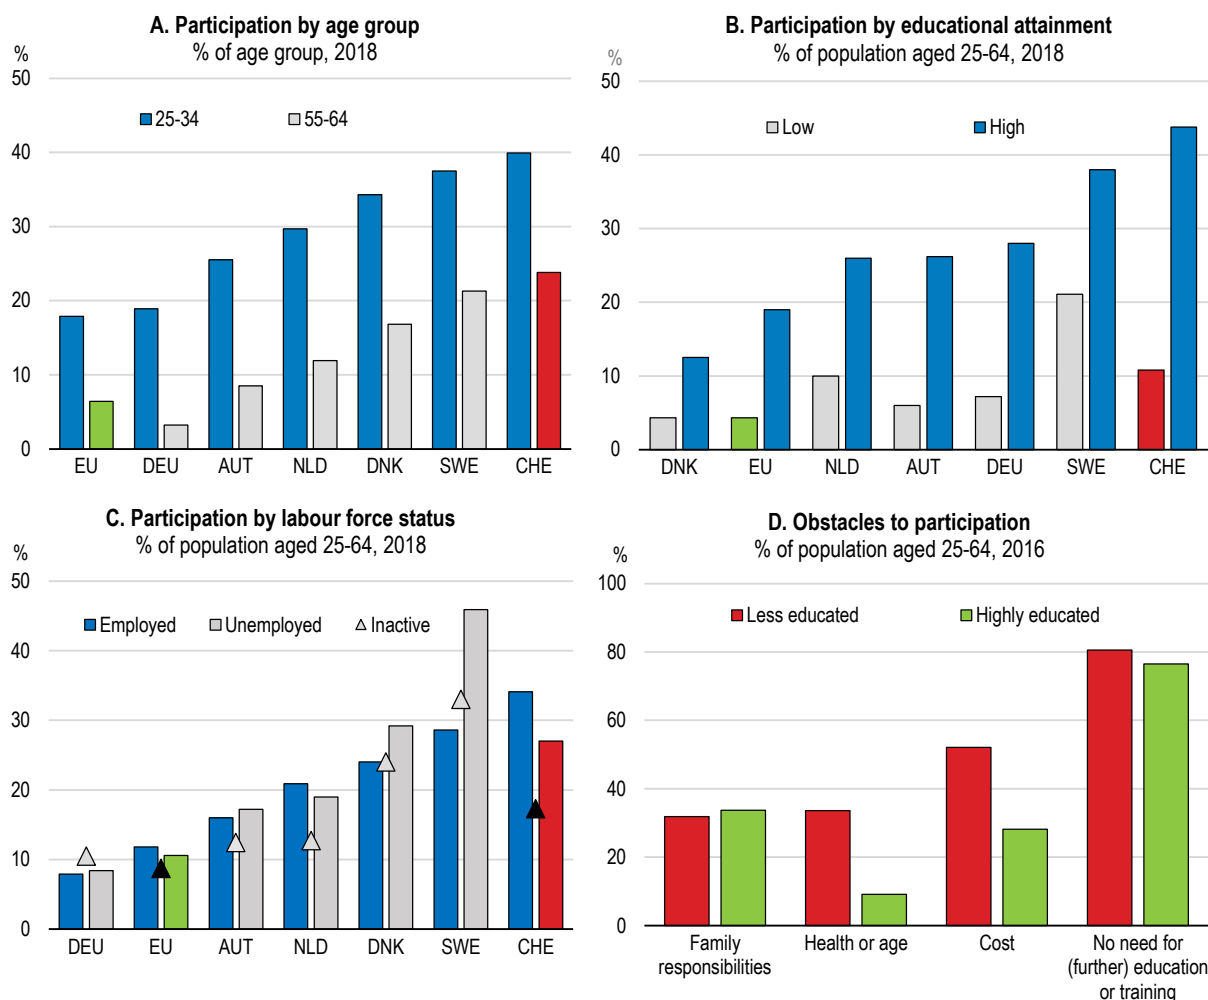 A. Participation by age group
% of age group, 2018
%
50
25-34 55-64
40
30
20
10
0
EU DEU AUT NLD DNK SWE CHE
B. Participation by educational attainment
% of population aged 25-64, 2018
%
50
Low High
40
30
20
10
0
DNK EU NLD AUT DEU SWE CHE
C. Participation by labour force status
% of population aged 25-64, 2018
%
50
Employed Unemployed Inactive
40
30
20
10
0
DEU EU AUT NLD DNK SWE CHE
D. Obstacles to participation
% of population aged 25-64, 2016
%
100
Less educated Highly educated
80
60
40
20
0
Family
responsibilities
Health or age
Cost
No need for
(further) education
or training